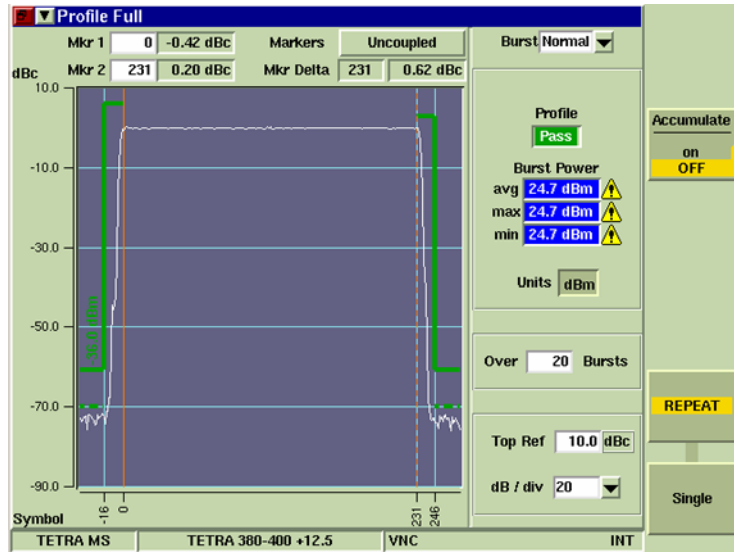 Profile Full
Mkr 1 0 -0.42 dBc Markers Uncoupled Burst Normal
Mkr 2 231 0.20 dBc Mkr Delta 231 0.62 dBc
dBc
10.0
-10.0
-30.0
-50.0
-70.0
-90.0
-36.0 dBm
Symbol -16 0 231 246
Profile
Pass
Burst Power
avg 24.7 dBm
max 24.7 dBm
min 24.7 dBm
Units dBm
Over 20 Bursts
Top Ref 10.0 dBc
dB / div 20
Accumulate
on
OFF
REPEAT
Single
TETRA MS TETRA 380-400 +12.5 VNC INT